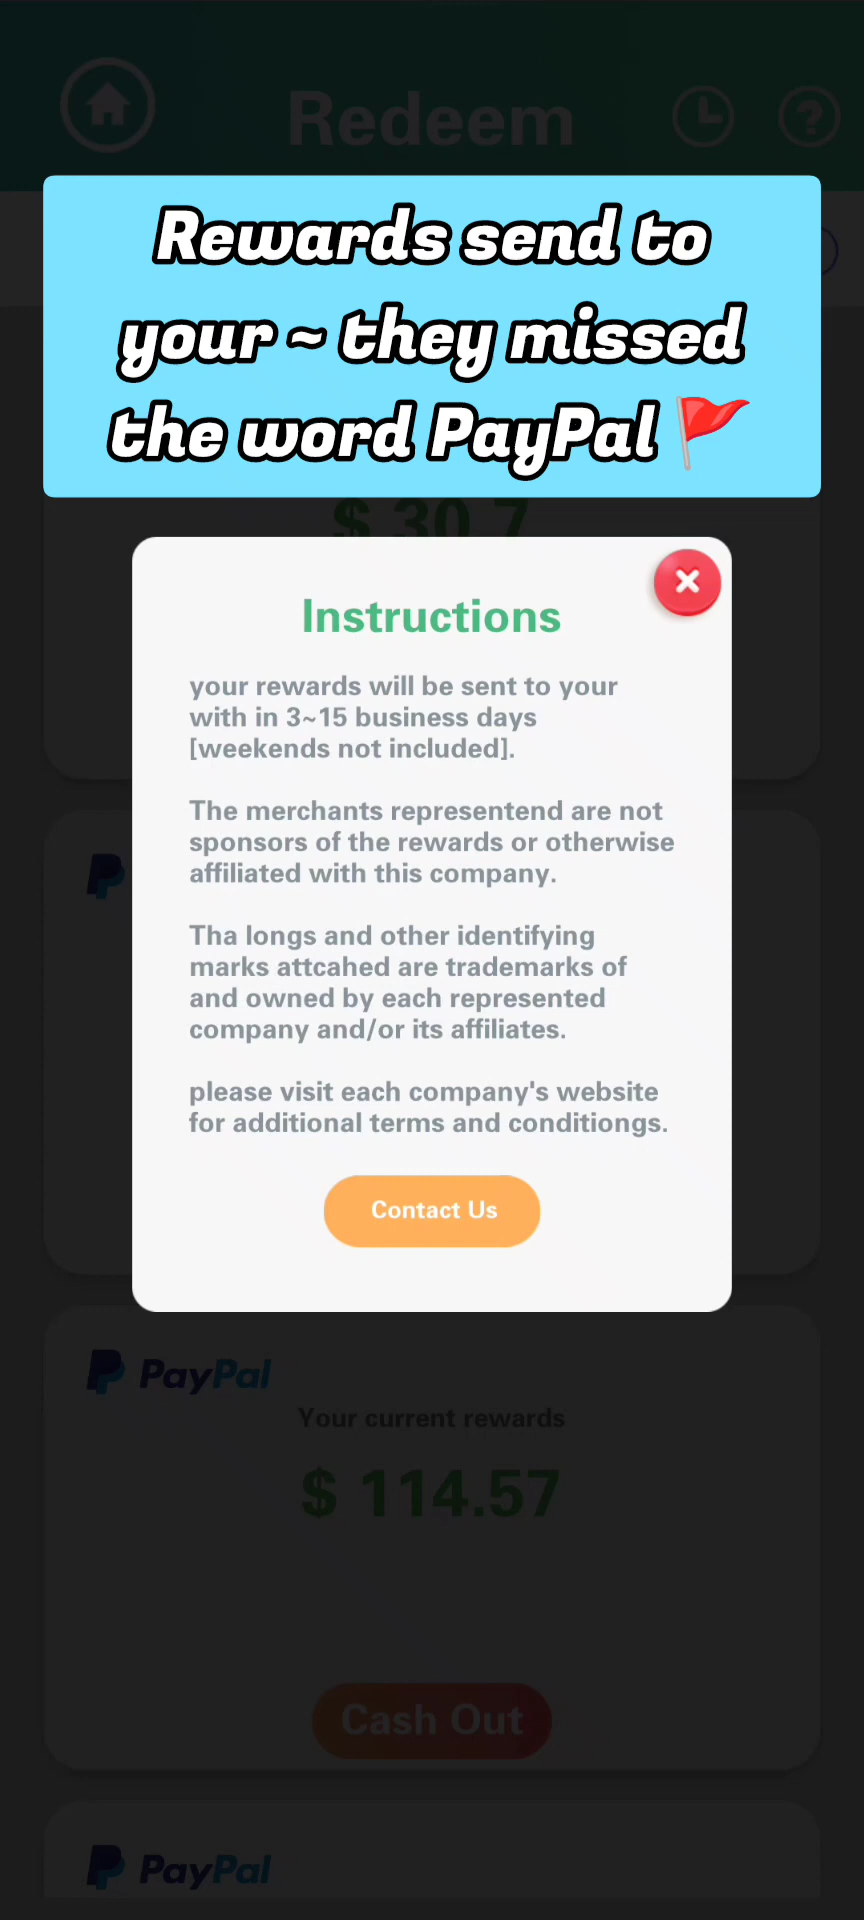 Redeem
Rewards send to
your ~ they missed
the word PayPal 🚩
$ 30.7
Instructions
your rewards will be sent to your
with in 3~15 business days
[weekends not included].
The merchants representend are not
sponsors of the rewards or otherwise
affiliated with this company.
Tha longs and other identifying
marks attcahed are trademarks of
and owned by each represented
company and/or its affiliates.
please visit each company's website
for additional terms and conditiongs.
Contact Us
PayPal
Your current rewards
$ 114.57
Cash Out
PayPal